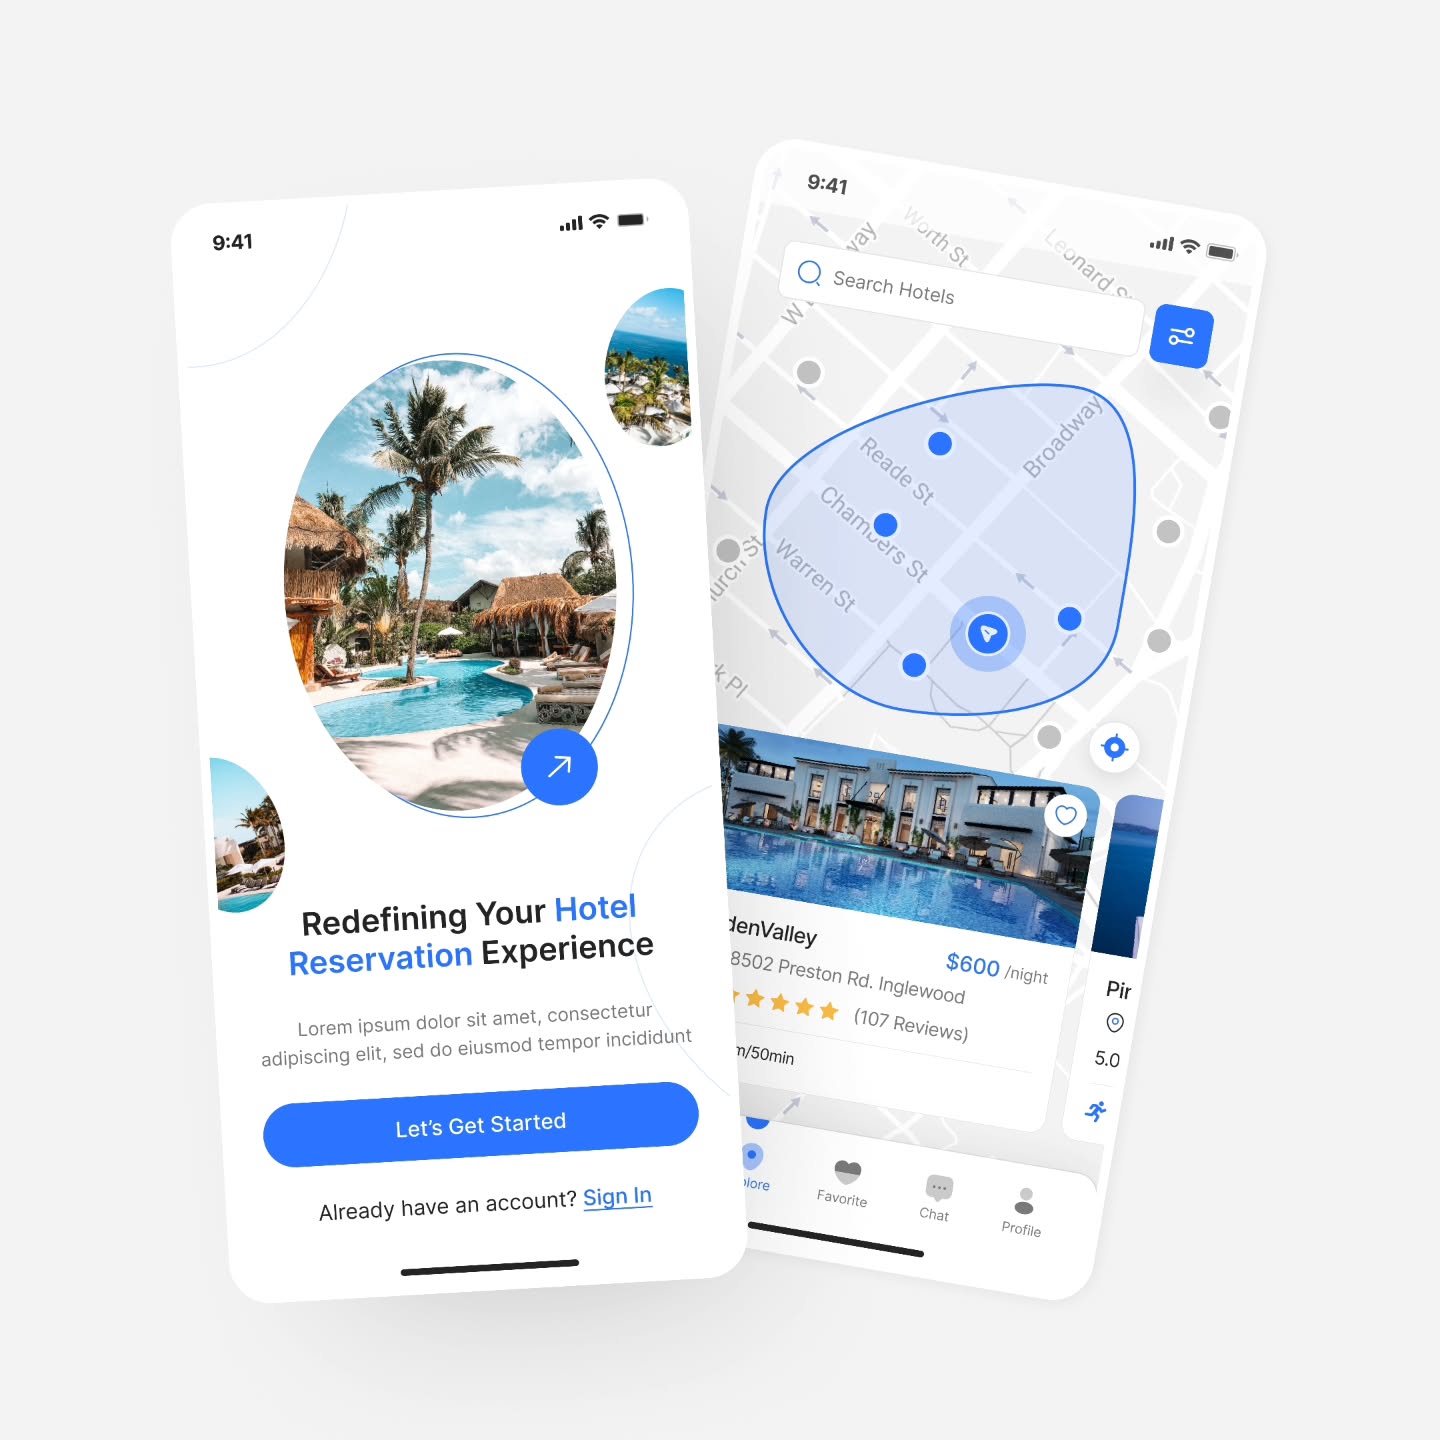 9:41
Redefining Your Hotel
Reservation Experience
Lorem ipsum dolor sit amet, consectetur
adipiscing elit, sed do eiusmod tempor incididunt
Let's Get Started
Already have an account? Sign In
9:41
Worth St
Leonard S
way
W
Search Hotels
Broadway
Reade St
Chambers St
Warren St
urch St
k Pl
denValley
$600 /night
8502 Preston Rd. Inglewood
(107 Reviews)
m/50min
Pir
5.0
lore
Favorite
Chat
Profile